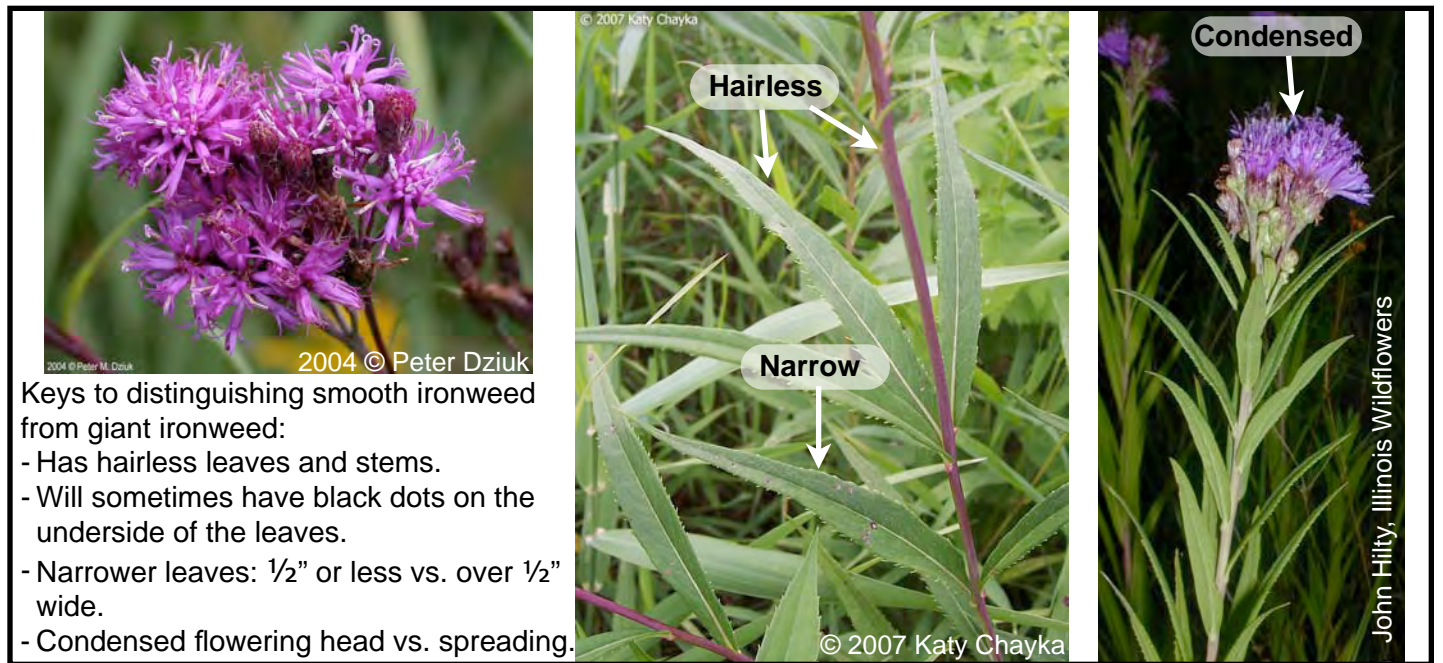 2004 © Peter M. Dziuk
2004 © Peter Dziuk
Keys to distinguishing smooth ironweed
from giant ironweed:
- Has hairless leaves and stems.
- Will sometimes have black dots on the
underside of the leaves.
- Narrower leaves: ½” or less vs. over ½”
wide.
- Condensed flowering head vs. spreading.
© 2007 Katy Chayka
Hairless
Narrow
© 2007 Katy Chayka
Condensed
John Hilty, Illinois Wildflowers